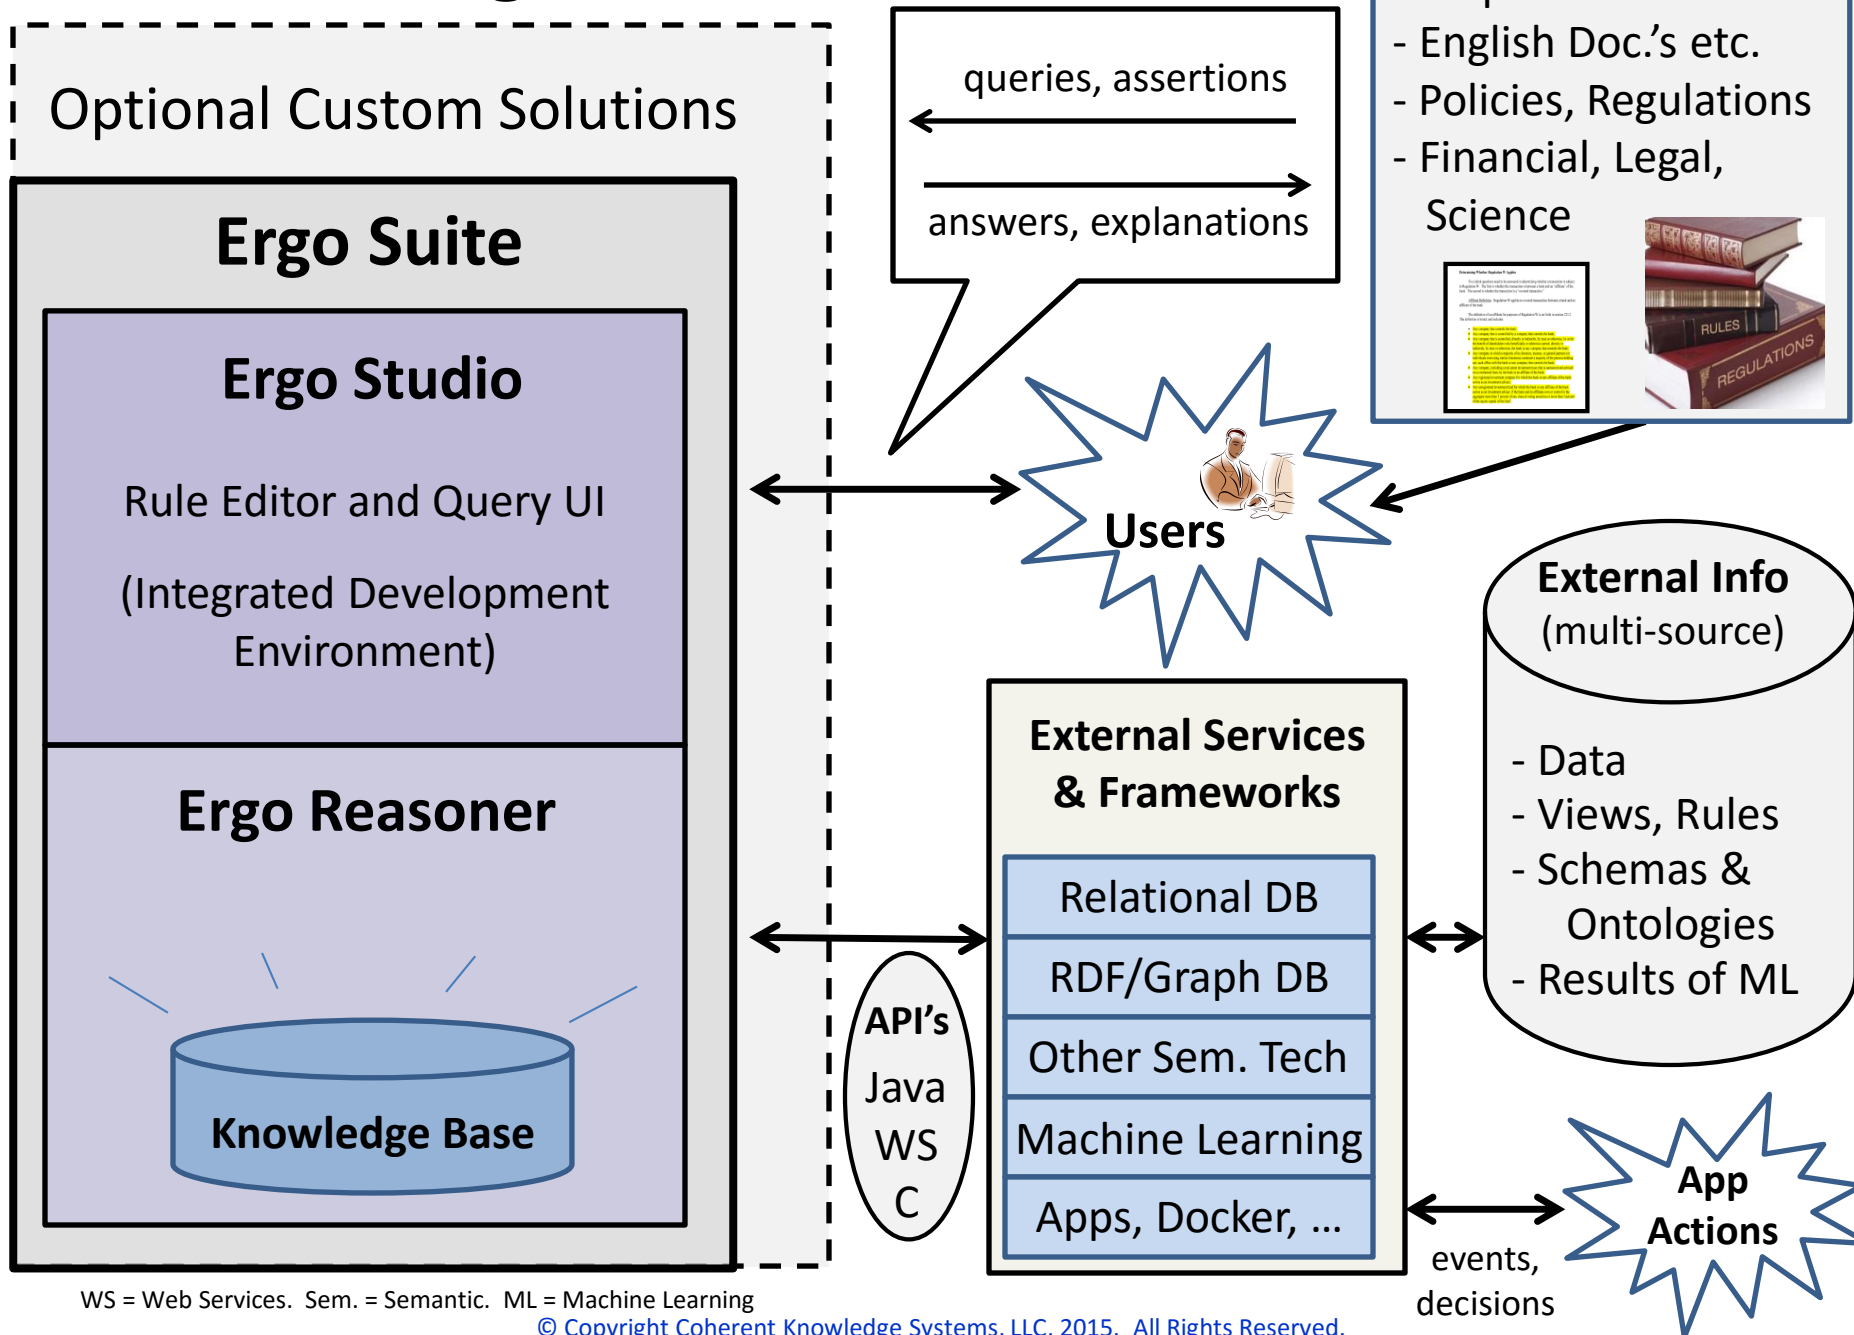 Optional Custom Solutions
Ergo Suite
Ergo Studio
Rule Editor and Query UI
(Integrated Development
Environment)
Ergo Reasoner
Knowledge Base
queries, assertions
answers, explanations
- English Doc.'s etc.
- Policies, Regulations
- Financial, Legal,
Science
RULES
REGULATIONS
Users
External Info
(multi-source)
- Data
- Views, Rules
- Schemas &
Ontologies
- Results of ML
External Services
& Frameworks
Relational DB
RDF/Graph DB
Other Sem. Tech
Machine Learning
Apps, Docker, ...
API's
Java
WS
C
App
Actions
events,
decisions
WS = Web Services. Sem. = Semantic. ML = Machine Learning
© Copyright Coherent Knowledge Systems, LLC, 2015. All Rights Reserved.